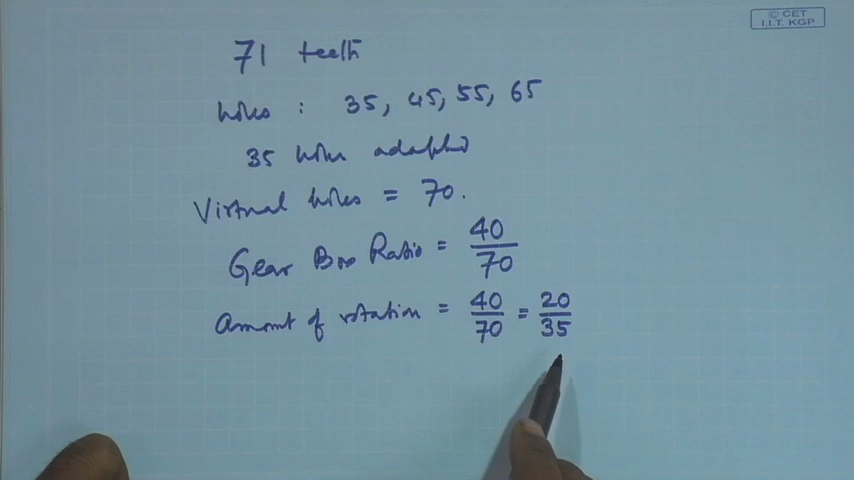 © CET
I.I.T. KGP
71 teeth
holes : 35, 45, 55, 65
35 holes adapted
Virtual holes = 70.
Gear Box Ratio = 40/70
Amount of rotation = 40/70 = 20/35